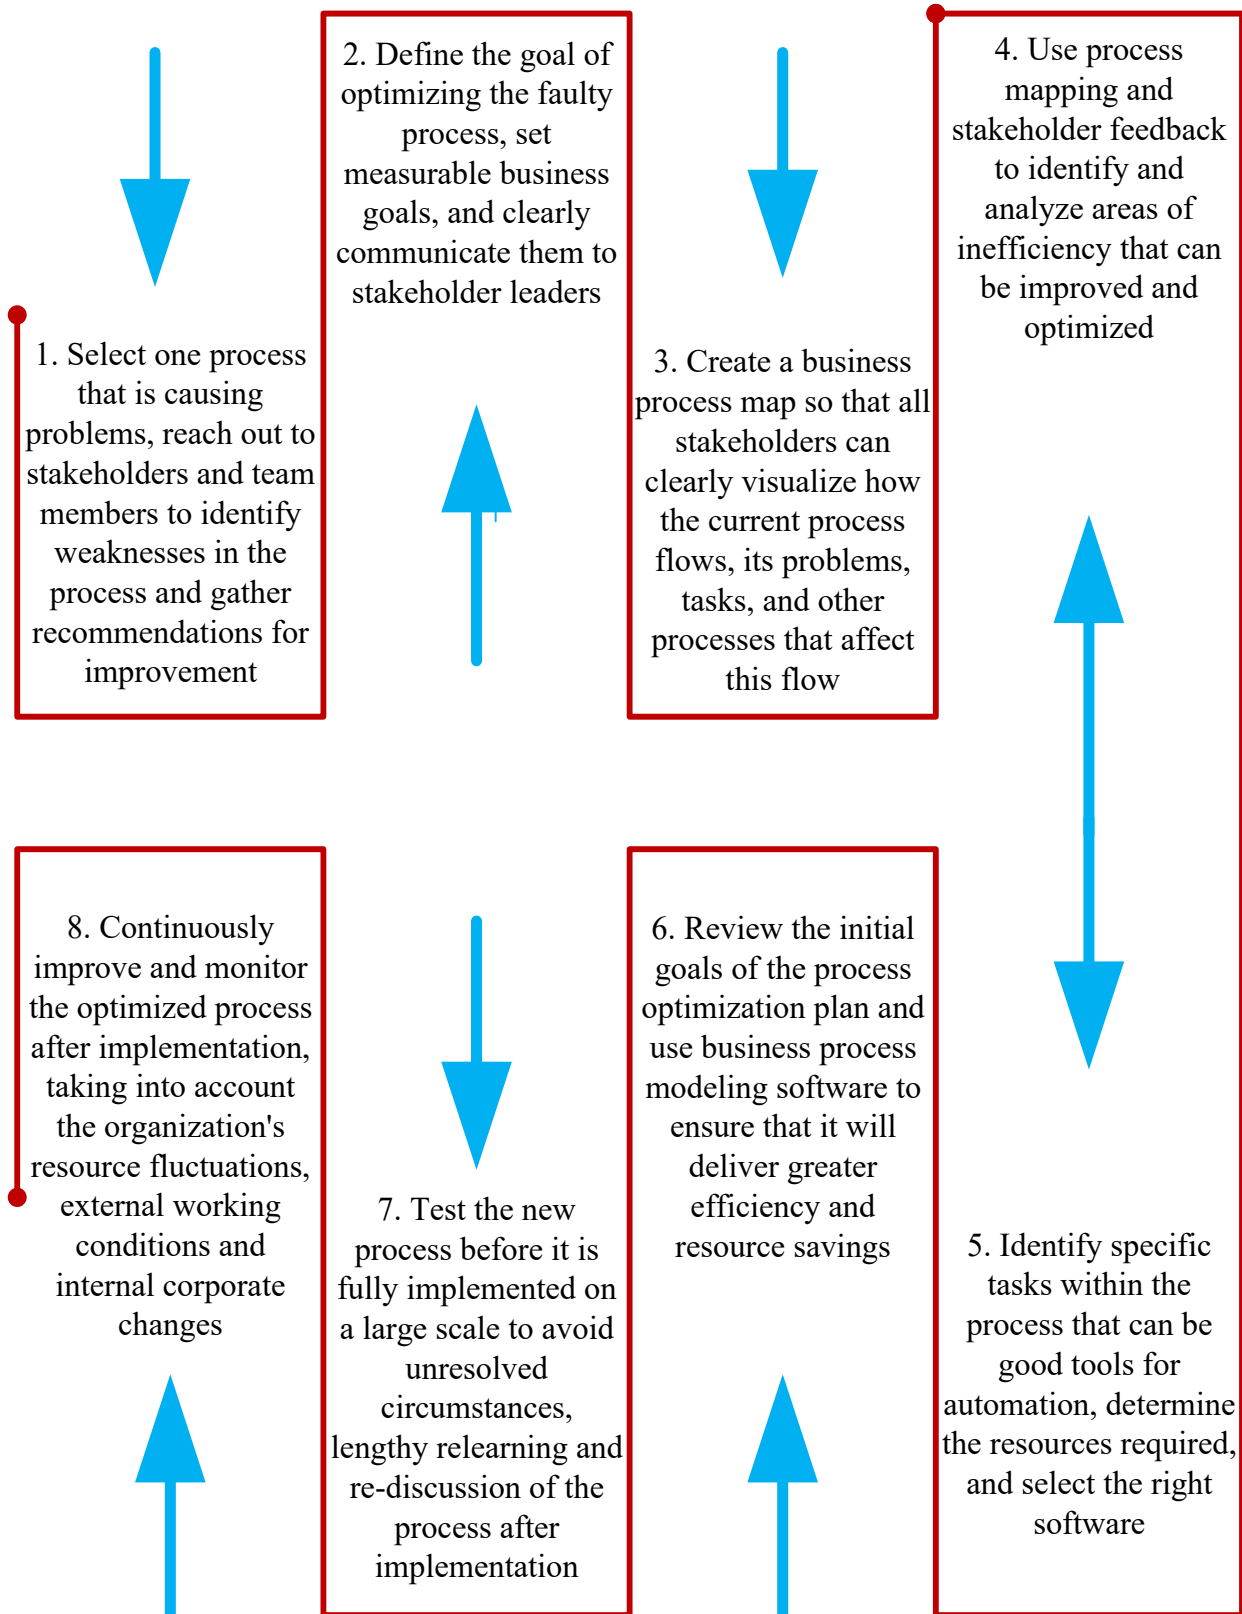 1. Select one process
that is causing
problems, reach out to
stakeholders and team
members to identify
weaknesses in the
process and gather
recommendations for
improvement
2. Define the goal of
optimizing the faulty
process, set
measurable business
goals, and clearly
communicate them to
stakeholder leaders
3. Create a business
process map so that all
stakeholders can
clearly visualize how
the current process
flows, its problems,
tasks, and other
processes that affect
this flow
4. Use process
mapping and
stakeholder feedback
to identify and
analyze areas of
inefficiency that can
be improved and
optimized
5. Identify specific
tasks within the
process that can be
good tools for
automation, determine
the resources required,
and select the right
software
6. Review the initial
goals of the process
optimization plan and
use business process
modeling software to
ensure that it will
deliver greater
efficiency and
resource savings
7. Test the new
process before it is
fully implemented on
a large scale to avoid
unresolved
circumstances,
lengthy relearning and
re-discussion of the
process after
implementation
8. Continuously
improve and monitor
the optimized process
after implementation,
taking into account
the organization's
resource fluctuations,
external working
conditions and
internal corporate
changes